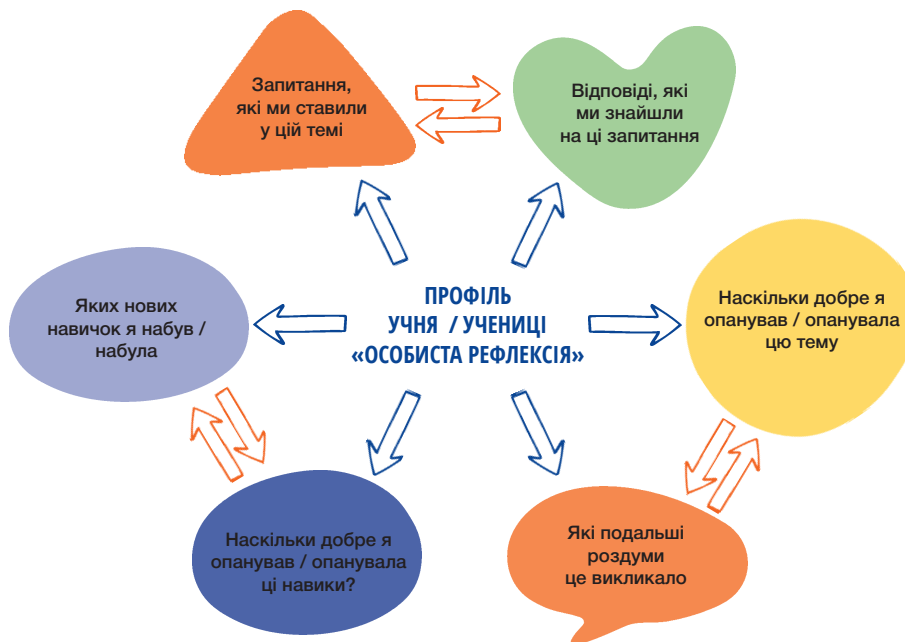 Запитання,
які ми ставили
у цій темі
Відповіді, які
ми знайшли
на ці запитання
Яких нових
навичок я набув /
набула
ПРОФІЛЬ
УЧНЯ / УЧЕНИЦІ
«ОСОБИСТА РЕФЛЕКСІЯ»
Наскільки добре я
опанував / опанувала
цю тему
Наскільки добре я
опанував / опанувала
ці навики?
Які подальші
роздуми
це викликало